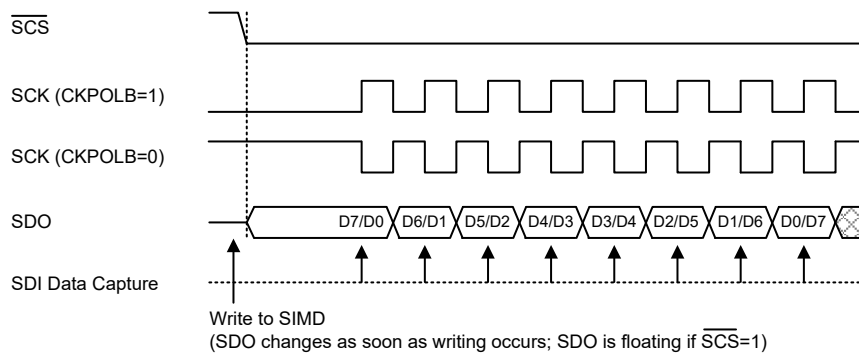 S̅C̅S̅
SCK (CKPOLB=1)
SCK (CKPOLB=0)
SDO D7/D0 D6/D1 D5/D2 D4/D3 D3/D4 D2/D5 D1/D6 D0/D7
SDI Data Capture
Write to SIMD
(SDO changes as soon as writing occurs; SDO is floating if S̅C̅S̅=1)